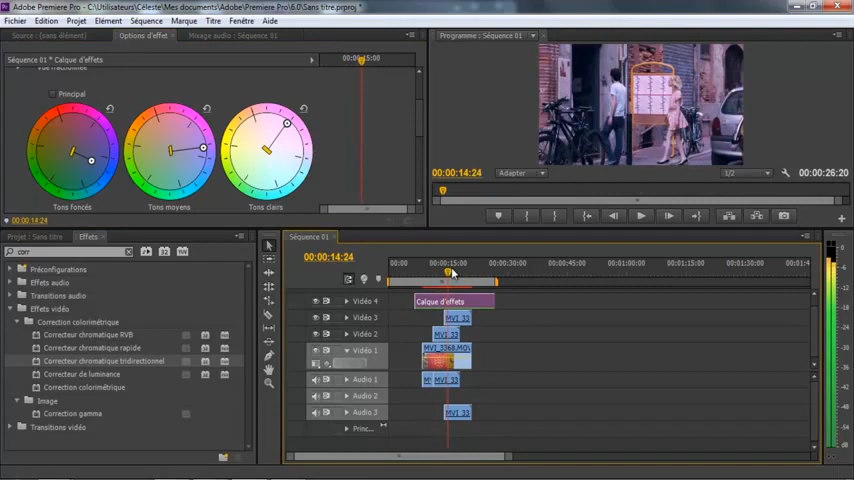 Adobe Premiere Pro - C:\Utilisateurs\Céleste\Mes documents\Adobe\Premiere Pro\6.0\Sans titre.prproj *
Fichier Edition Projet Elément Séquence Marque Titre Fenêtre Aide
Source : (sans élément) Options d'effet Mixage audio : Séquence 01
Programme : Séquence 01
Séquence 01 * Calque d'effets
00:00:15:00
Vue fractionnée
Principal
Tons foncés Tons moyens Tons clairs
00:00:14:24
00:00:14:24 Adapter 1/2 00:00:26:20
Projet : Sans titre Effets
corr
Préconfigurations
Effets audio
Transitions audio
Effets vidéo
Correction colorimétrique
Correcteur chromatique RVB
Correcteur chromatique rapide
Correcteur chromatique tridirectionnel
Correcteur de luminance
Correction colorimétrique
Image
Correction gamma
Transitions vidéo
Séquence 01
00:00:14:24
00:00 00:00:15:00 00:00:30:00 00:00:45:00 00:01:00:00 00:01:15:00 00:01:30:00 00:01:4
Vidéo 4 Calque d'effets
Vidéo 3 MVI_33
Vidéo 2 MVI_33
Vidéo 1 MVI_3368.MOV
Audio 1 MVI_33
Audio 2
Audio 3 MVI_33
Princ...